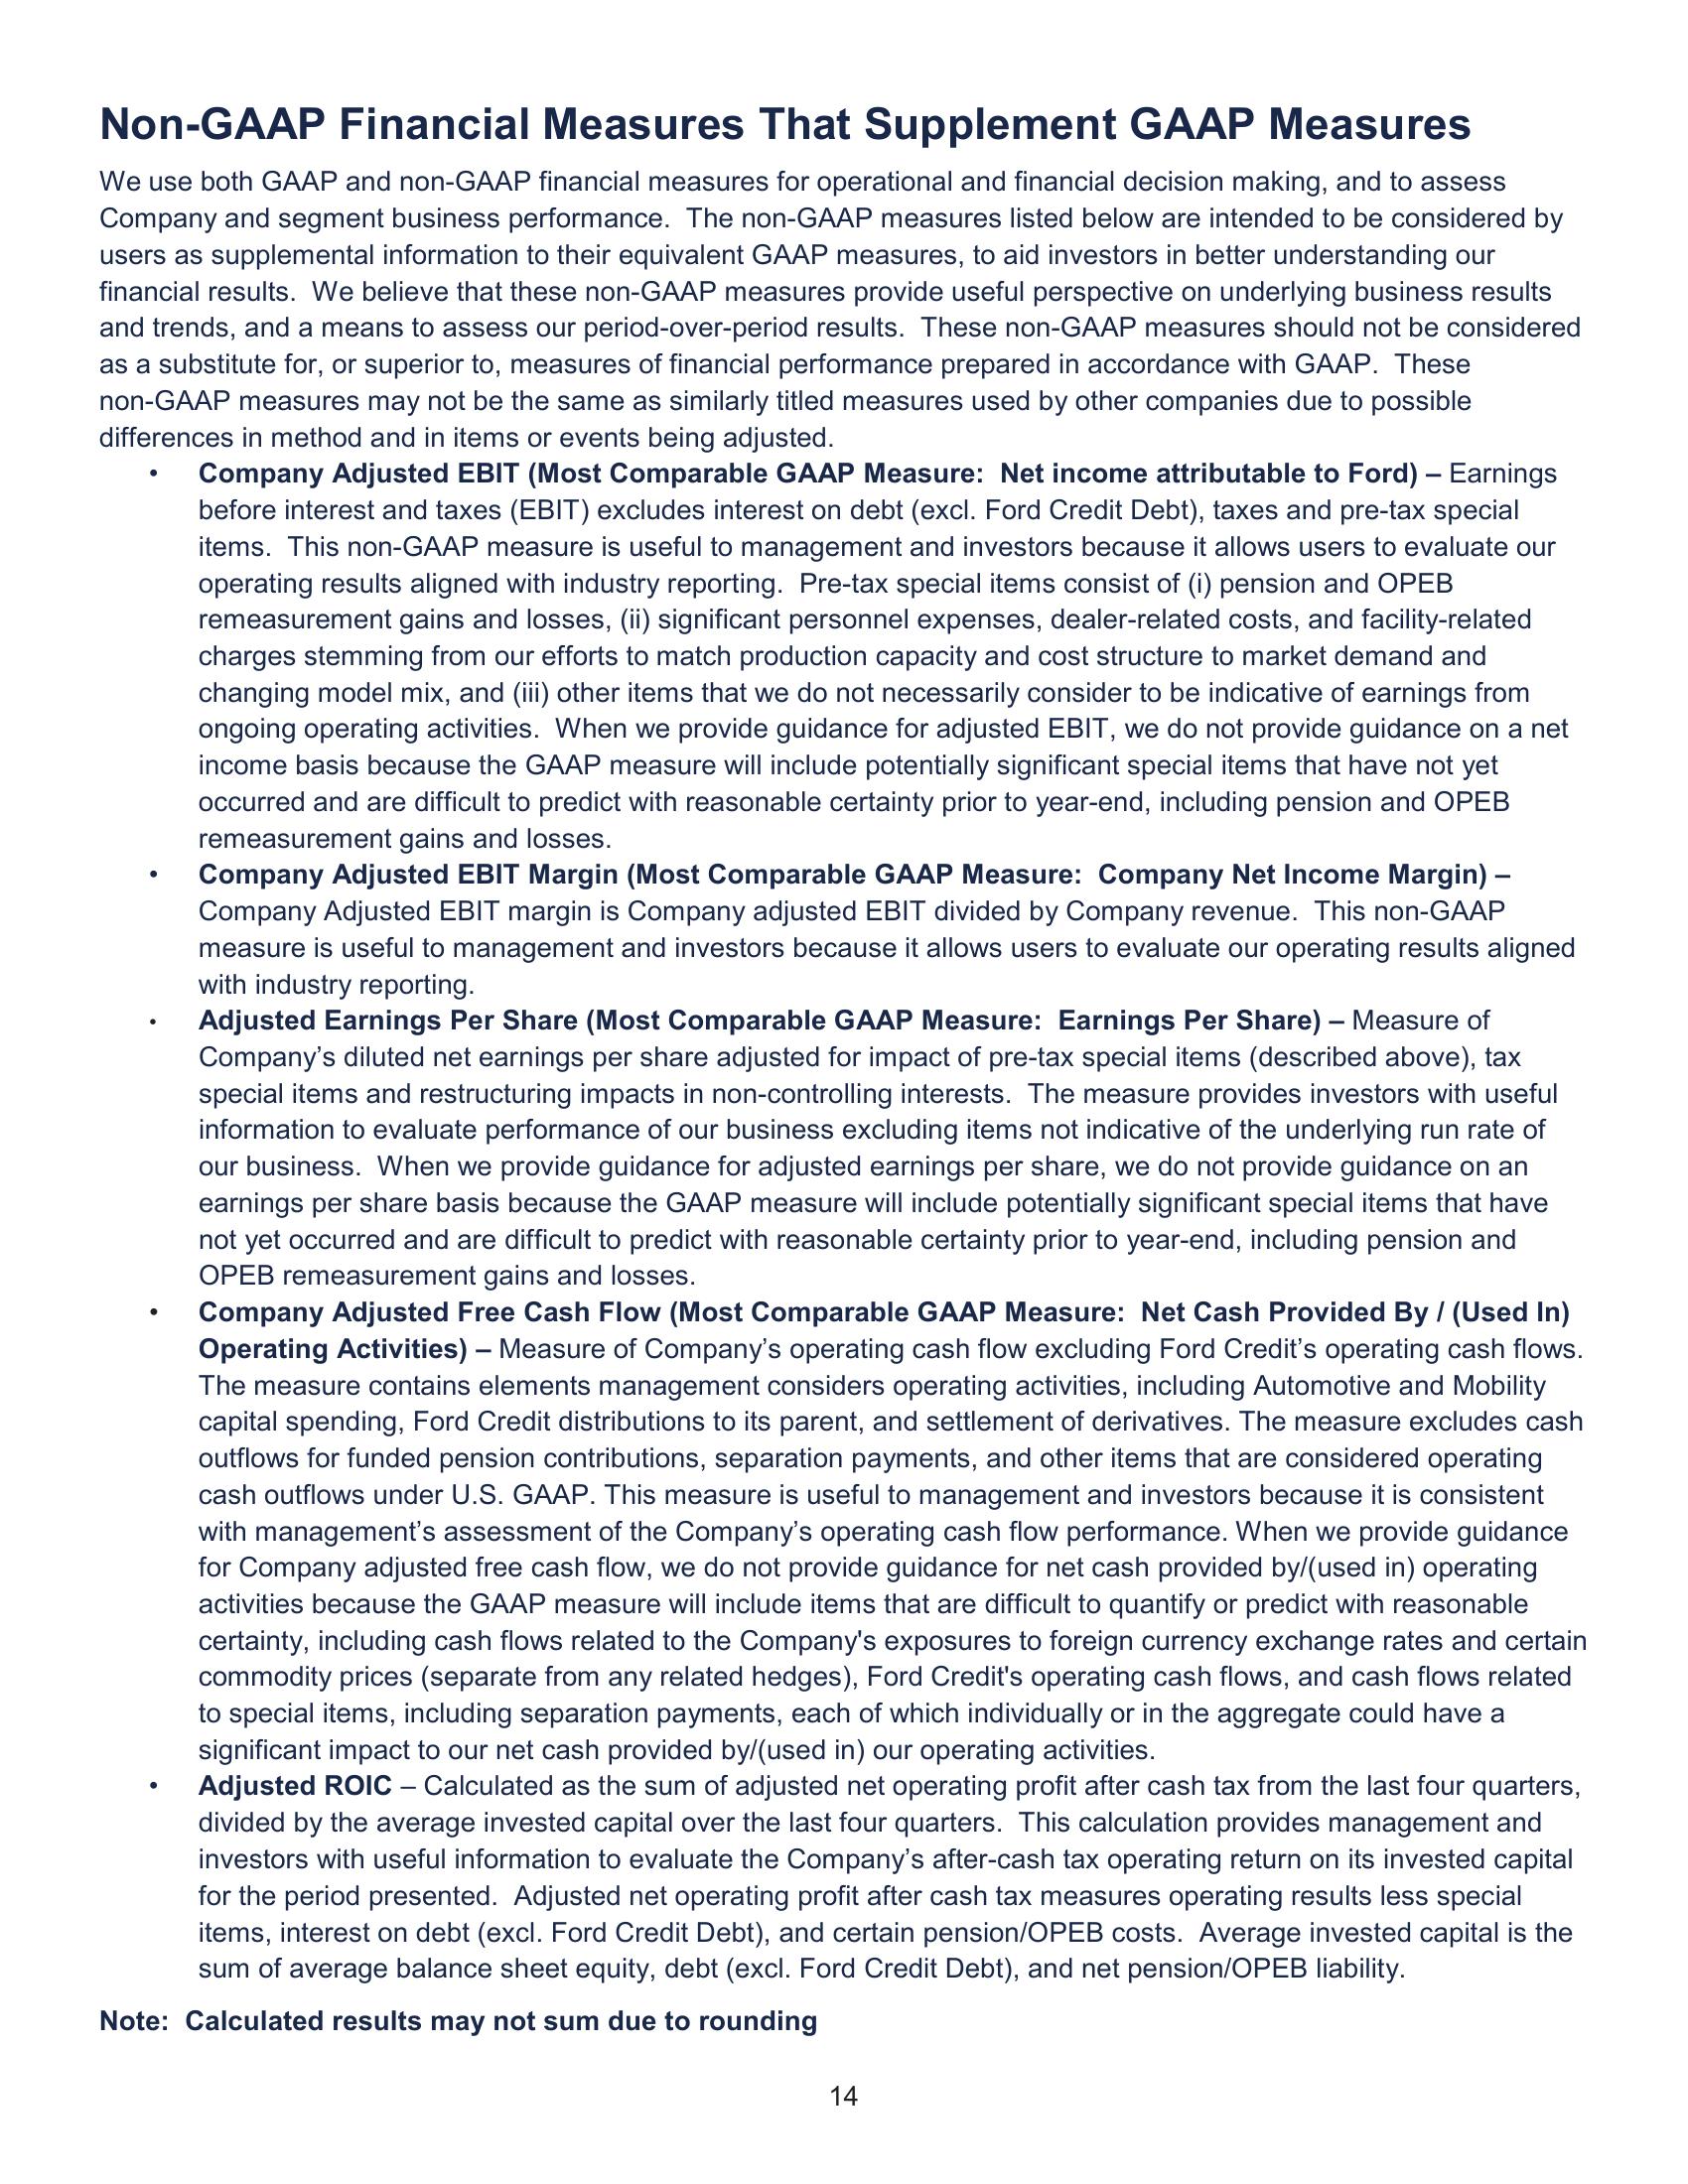 Non-GAAP Financial Measures That Supplement GAAP Measures
We use both GAAP and non-GAAP financial measures for operational and financial decision making, and to assess
Company and segment business performance.  The non-GAAP measures listed below are intended to be considered by
users as supplemental information to their equivalent GAAP measures, to aid investors in better understanding our
financial results.  We believe that these non-GAAP measures provide useful perspective on underlying business results
and trends, and a means to assess our period-over-period results.  These non-GAAP measures should not be considered
as a substitute for, or superior to, measures of financial performance prepared in accordance with GAAP.  These
non-GAAP measures may not be the same as similarly titled measures used by other companies due to possible
differences in method and in items or events being adjusted.
• Company Adjusted EBIT (Most Comparable GAAP Measure:  Net income attributable to Ford) – Earnings
before interest and taxes (EBIT) excludes interest on debt (excl. Ford Credit Debt), taxes and pre-tax special
items.  This non-GAAP measure is useful to management and investors because it allows users to evaluate our
operating results aligned with industry reporting.  Pre-tax special items consist of (i) pension and OPEB
remeasurement gains and losses, (ii) significant personnel expenses, dealer-related costs, and facility-related
charges stemming from our efforts to match production capacity and cost structure to market demand and
changing model mix, and (iii) other items that we do not necessarily consider to be indicative of earnings from
ongoing operating activities.  When we provide guidance for adjusted EBIT, we do not provide guidance on a net
income basis because the GAAP measure will include potentially significant special items that have not yet
occurred and are difficult to predict with reasonable certainty prior to year-end, including pension and OPEB
remeasurement gains and losses.
• Company Adjusted EBIT Margin (Most Comparable GAAP Measure:  Company Net Income Margin) –
Company Adjusted EBIT margin is Company adjusted EBIT divided by Company revenue.  This non-GAAP
measure is useful to management and investors because it allows users to evaluate our operating results aligned
with industry reporting.
• Adjusted Earnings Per Share (Most Comparable GAAP Measure:  Earnings Per Share) – Measure of
Company’s diluted net earnings per share adjusted for impact of pre-tax special items (described above), tax
special items and restructuring impacts in non-controlling interests.  The measure provides investors with useful
information to evaluate performance of our business excluding items not indicative of the underlying run rate of
our business.  When we provide guidance for adjusted earnings per share, we do not provide guidance on an
earnings per share basis because the GAAP measure will include potentially significant special items that have
not yet occurred and are difficult to predict with reasonable certainty prior to year-end, including pension and
OPEB remeasurement gains and losses.
• Company Adjusted Free Cash Flow (Most Comparable GAAP Measure:  Net Cash Provided By / (Used In)
Operating Activities) – Measure of Company’s operating cash flow excluding Ford Credit’s operating cash flows.
The measure contains elements management considers operating activities, including Automotive and Mobility
capital spending, Ford Credit distributions to its parent, and settlement of derivatives. The measure excludes cash
outflows for funded pension contributions, separation payments, and other items that are considered operating
cash outflows under U.S. GAAP. This measure is useful to management and investors because it is consistent
with management’s assessment of the Company’s operating cash flow performance. When we provide guidance
for Company adjusted free cash flow, we do not provide guidance for net cash provided by/(used in) operating
activities because the GAAP measure will include items that are difficult to quantify or predict with reasonable
certainty, including cash flows related to the Company's exposures to foreign currency exchange rates and certain
commodity prices (separate from any related hedges), Ford Credit's operating cash flows, and cash flows related
to special items, including separation payments, each of which individually or in the aggregate could have a
significant impact to our net cash provided by/(used in) our operating activities.
• Adjusted ROIC – Calculated as the sum of adjusted net operating profit after cash tax from the last four quarters,
divided by the average invested capital over the last four quarters.  This calculation provides management and
investors with useful information to evaluate the Company’s after-cash tax operating return on its invested capital
for the period presented.  Adjusted net operating profit after cash tax measures operating results less special
items, interest on debt (excl. Ford Credit Debt), and certain pension/OPEB costs.  Average invested capital is the
sum of average balance sheet equity, debt (excl. Ford Credit Debt), and net pension/OPEB liability.
Note:  Calculated results may not sum due to rounding
14